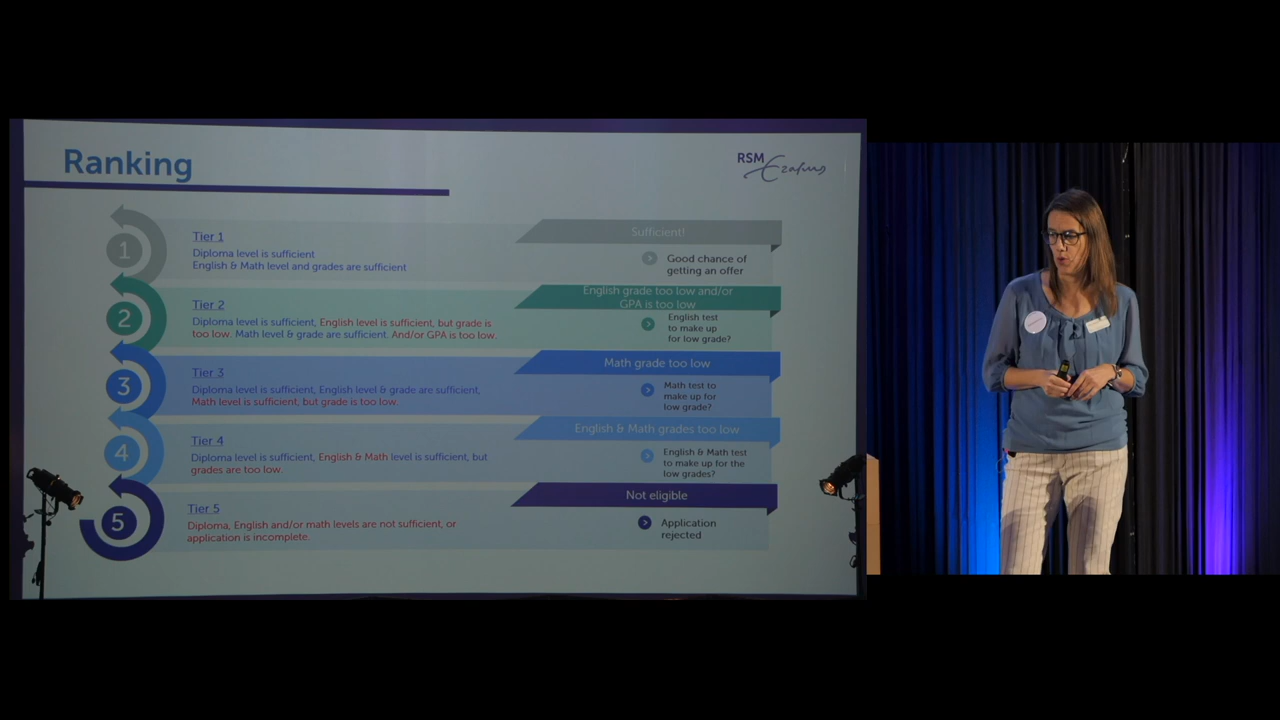 Ranking
RSM
Erasmus
1
Tier 1
Diploma level is sufficient
English & Math level and grades are sufficient
Sufficient!
Good chance of
getting an offer
2
Tier 2
Diploma level is sufficient, English level is sufficient, but grade is
too low. Math level & grade are sufficient. And/or GPA is too low.
English grade too low and/or
GPA is too low
English test
to make up
for low grade?
3
Tier 3
Diploma level is sufficient, English level & grade are sufficient,
Math level is sufficient, but grade is too low.
Math grade too low
Math test to
make up for
low grade?
4
Tier 4
Diploma level is sufficient, English & Math level is sufficient, but
grades are too low.
English & Math grades too low
English & Math test
to make up for the
low grades?
5
Tier 5
Diploma, English and/or math levels are not sufficient, or
application is incomplete.
Not eligible
Application
rejected